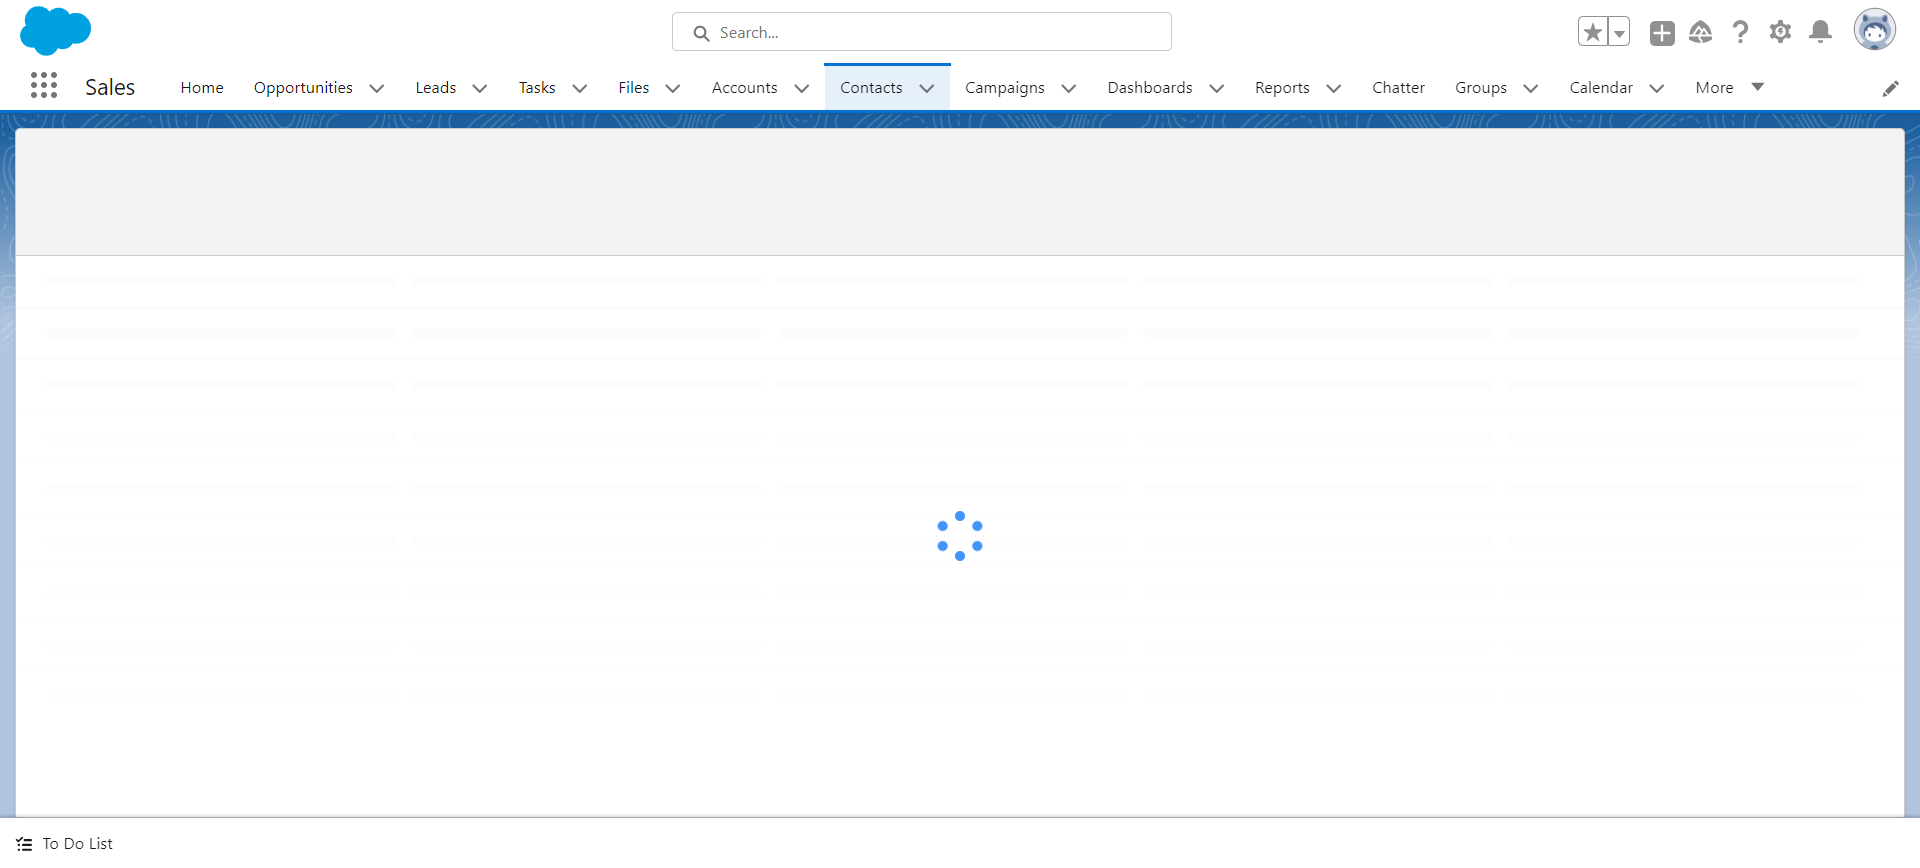 Search...
Sales
Home
Opportunities
Leads
Tasks
Files
Accounts
Contacts
Campaigns
Dashboards
Reports
Chatter
Groups
Calendar
More
To Do List